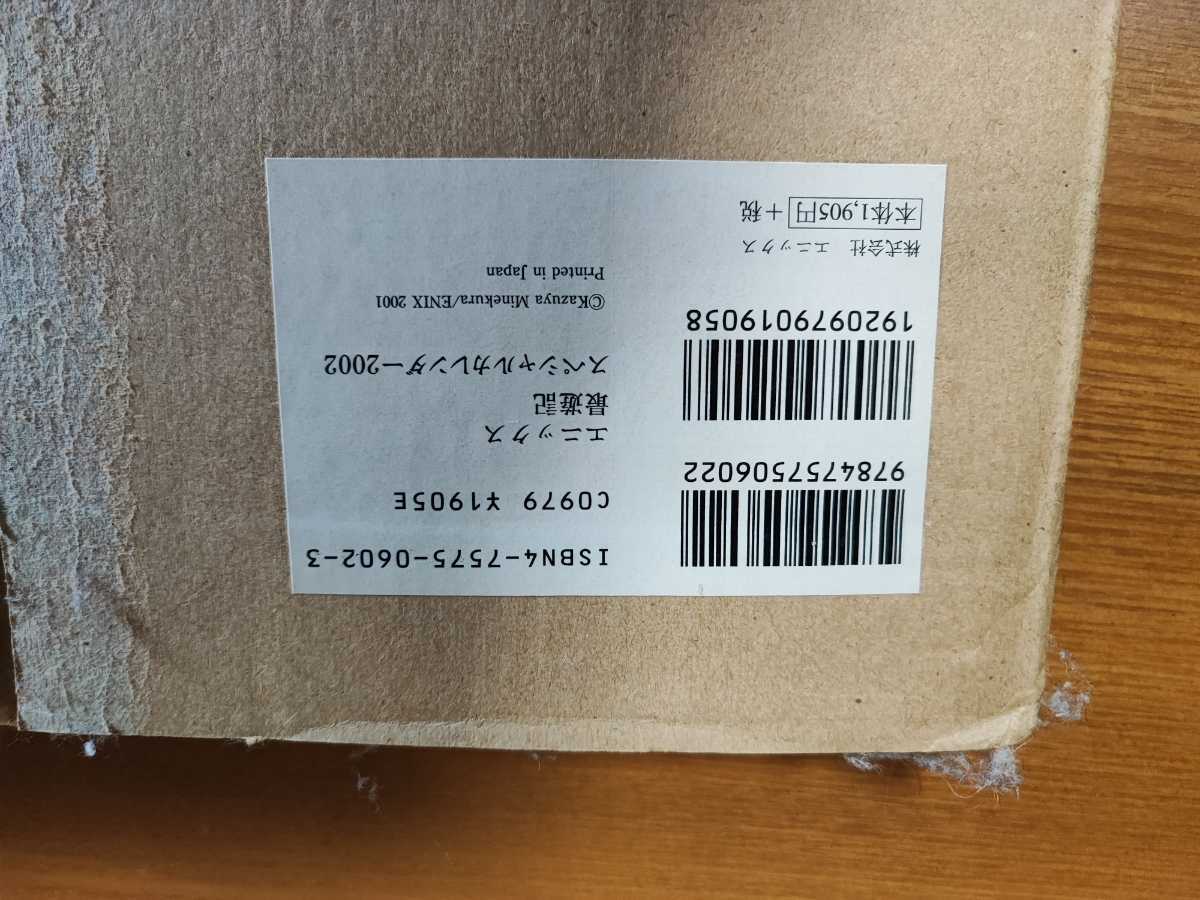 9784757506022
1920979019058
株式会社 エニックス
本体1,905円+税
ISBN4-7575-0602-3
C0979 ¥1905E
エニックス
最遊記
スペシャルカレンダー2002
©Kazuya Minekura/ENIX 2001
Printed in Japan